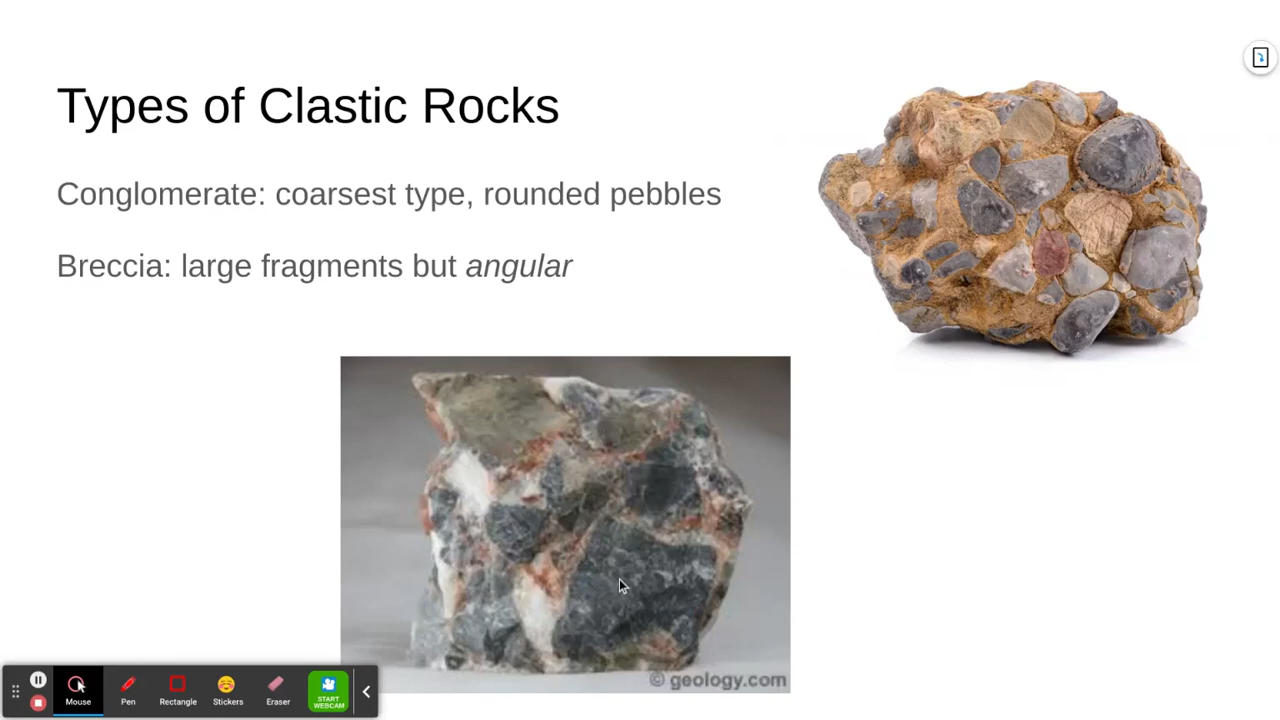 Types of Clastic Rocks
Conglomerate: coarsest type, rounded pebbles
Breccia: large fragments but angular
© geology.com
Mouse
Pen
Rectangle
Stickers
Eraser
START
WEBCAM